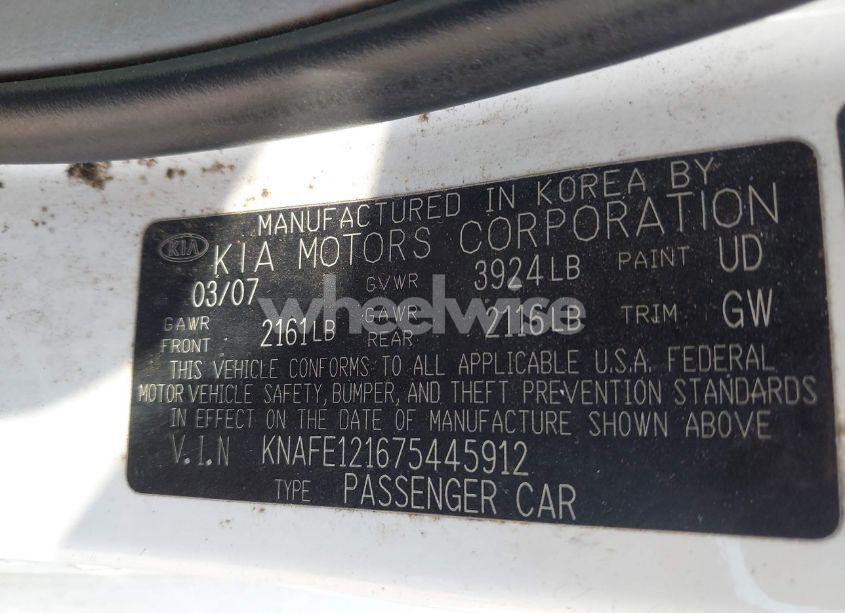 MANUFACTURED IN KOREA BY
KIA KIA MOTORS CORPORATION
03/07 GVWR 3924LB PAINT UD
GAWR FRONT 2161LB GAWR REAR 2116LB TRIM GW
THIS VEHICLE CONFORMS TO ALL APPLICABLE U.S.A. FEDERAL
MOTOR VEHICLE SAFETY, BUMPER, AND THEFT PREVENTION STANDARDS
IN EFFECT ON THE DATE OF MANUFACTURE SHOWN ABOVE
V.I.N KNAFE121675445912
TYPE PASSENGER CAR
wheelwise